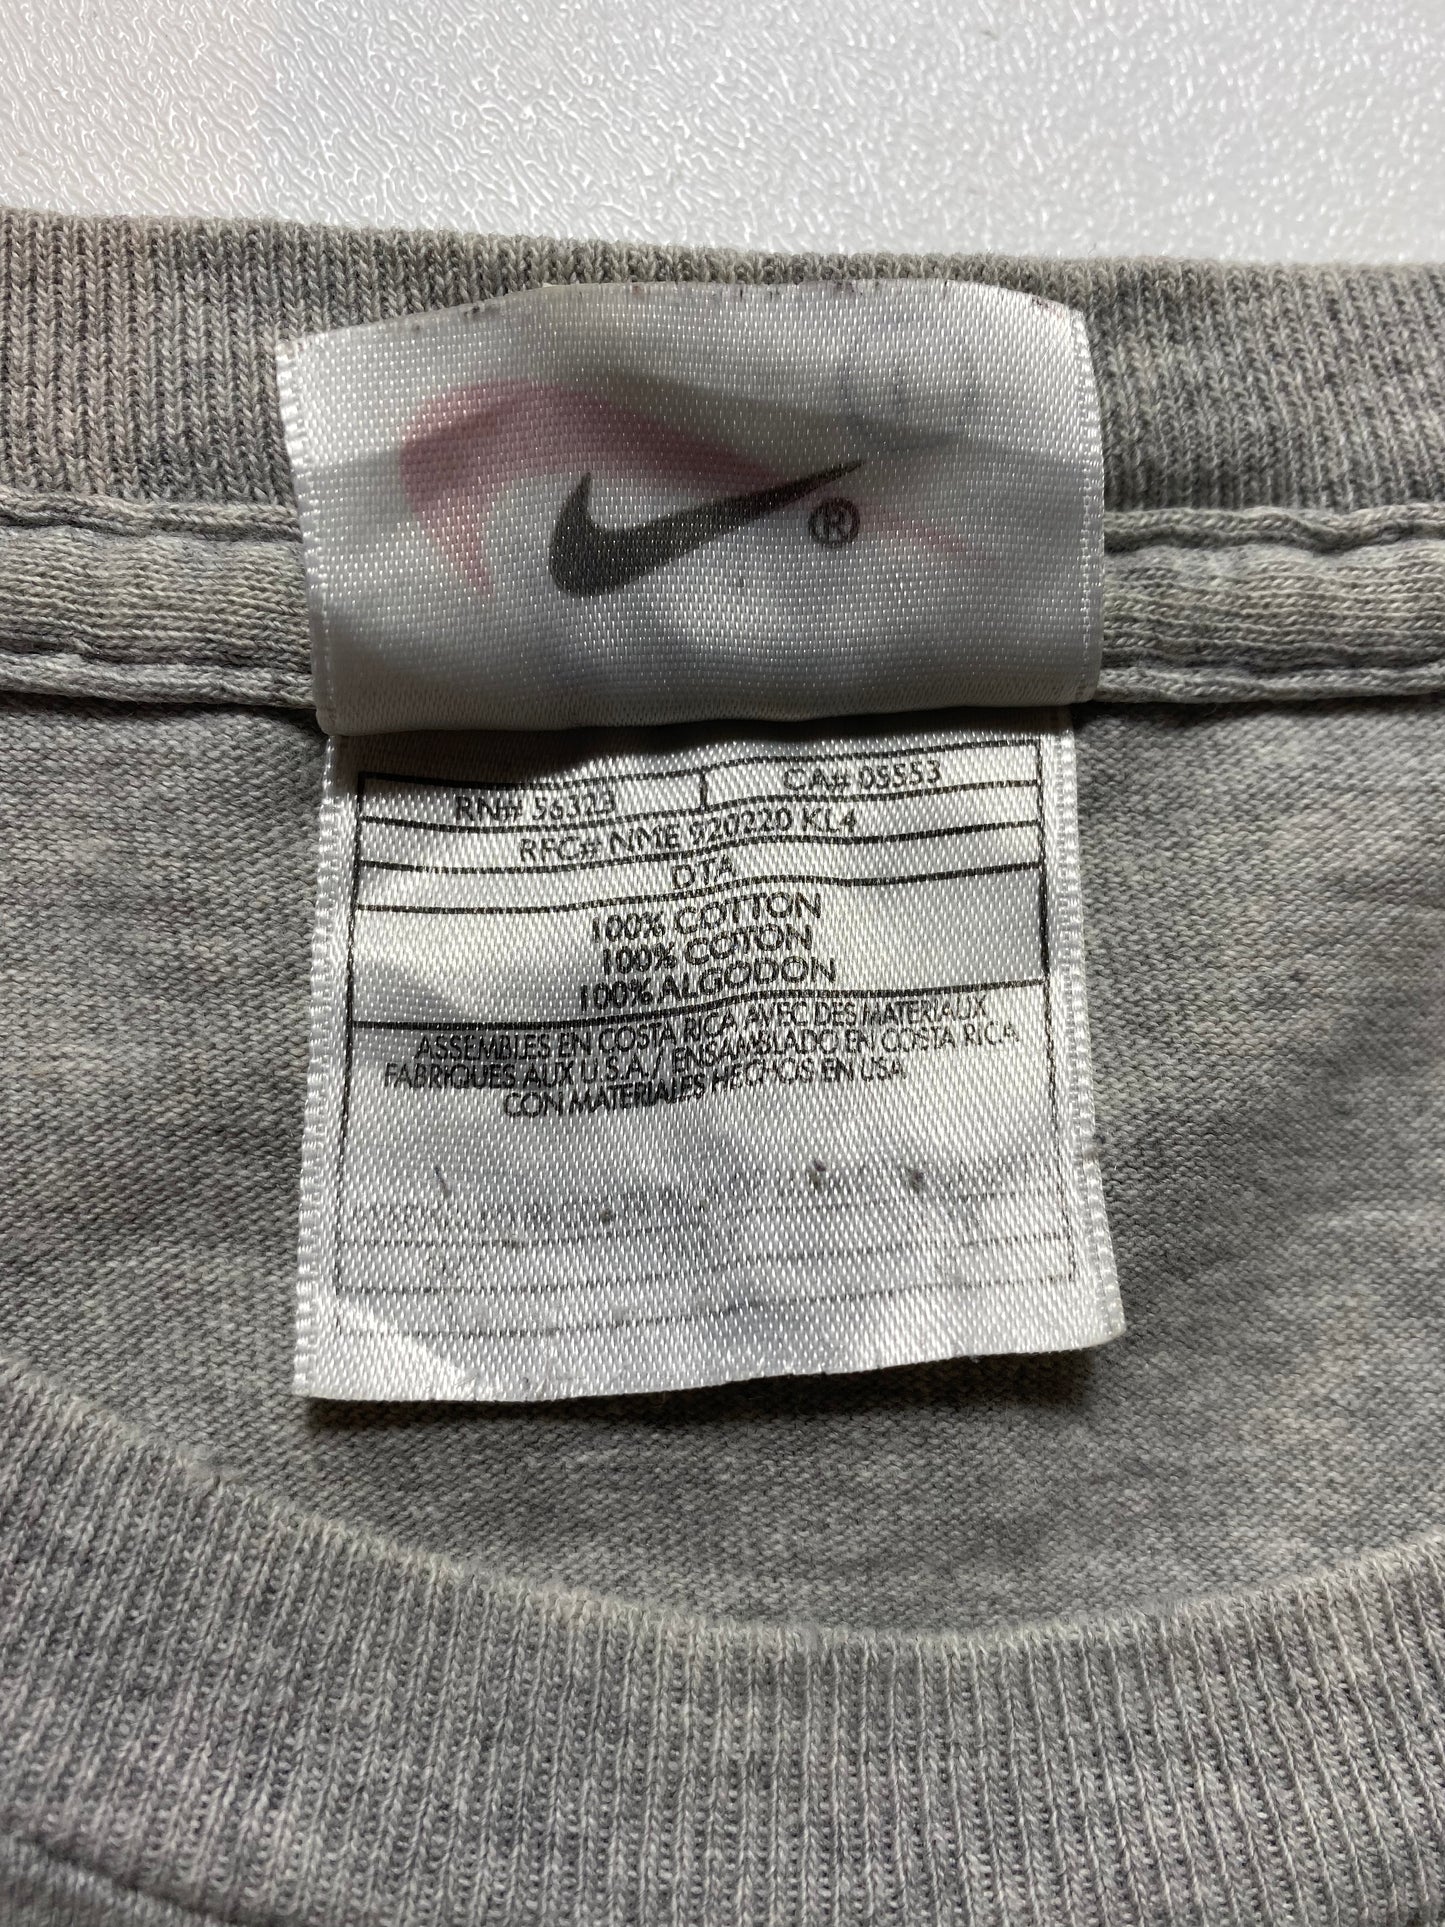 ®
RN# 56323 CA# 05553
RFC# NME 920220 KL4
DTA
100% COTTON
100% COTON
100% ALGODON
ASSEMBLES EN COSTA RICA AVEC DES MATERIAUX
FABRIQUES AUX U.S.A./ ENSAMBLADO EN COSTA RICA
CON MATERIALES HECHOS EN USA